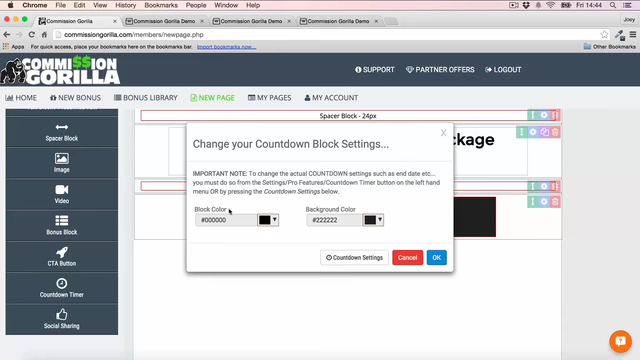 Chrome File Edit View History Bookmarks People Window Help
Fri 14:44
Commission Gorilla Commission Gorilla Demo Commission Gorilla Demo Commission Gorilla Demo
Joey
commissiongorilla.com/members/newpage.php
Apps For quick access, place your bookmarks here on the bookmarks bar. Import bookmarks now...
Other Bookmarks
COMMI$$ION
GORILLA
SUPPORT PARTNER OFFERS LOGOUT
HOME NEW BONUS BONUS LIBRARY NEW PAGE MY PAGES MY ACCOUNT
Spacer Block
Image
Video
Bonus Block
CTA Button
Countdown Timer
Social Sharing
Spacer Block - 24px
ckage
Change your Countdown Block Settings...
X
IMPORTANT NOTE: To change the actual COUNTDOWN settings such as end date etc...
you must do so from the Settings/Pro Features/Countdown Timer button on the left hand
menu OR by pressing the Countdown Settings below.
Block Color Background Color
#000000 #222222
Countdown Settings Cancel OK